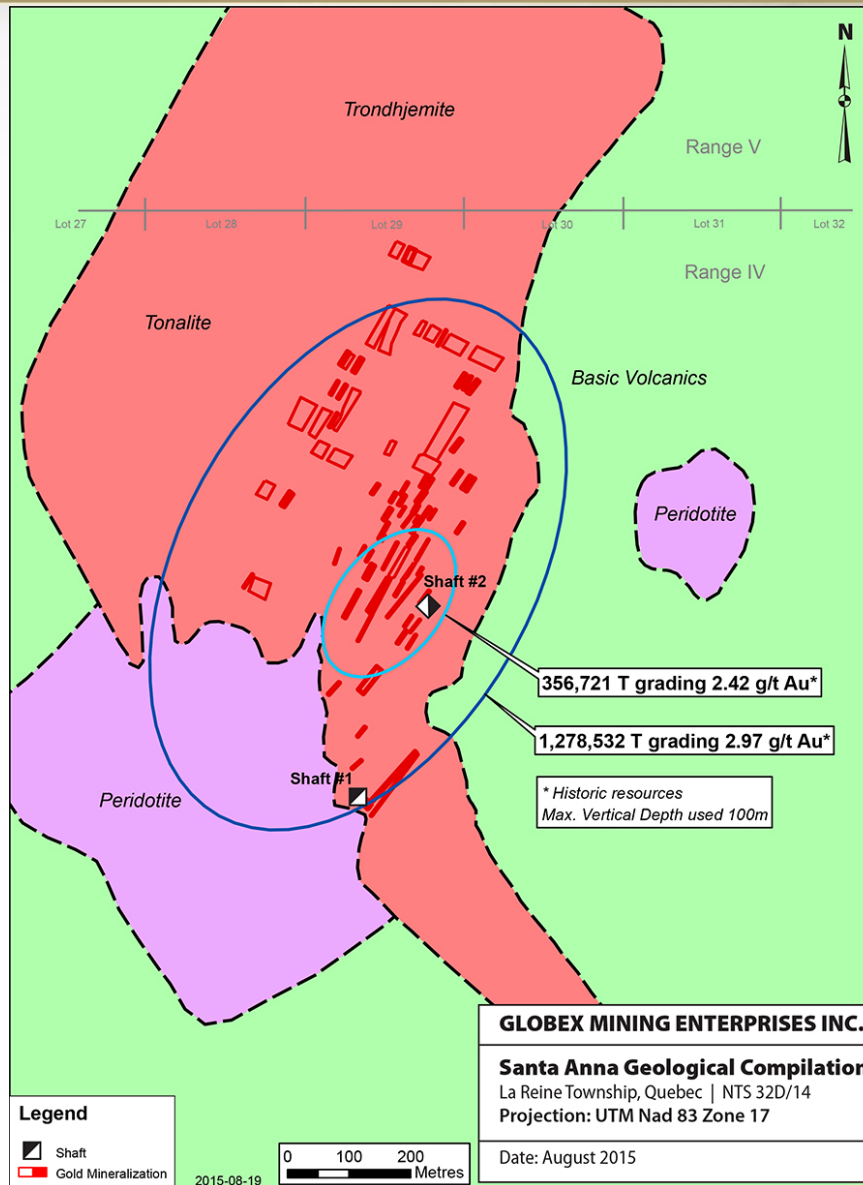 N
Trondhjemite
Range V
Lot 27
Lot 28
Lot 29
Lot 30
Lot 31
Lot 32
Range IV
Tonalite
Basic Volcanics
Peridotite
Shaft #2
356,721 T grading 2.42 g/t Au*
1,278,532 T grading 2.97 g/t Au*
Shaft #1
Peridotite
* Historic resources
Max. Vertical Depth used 100m
GLOBEX MINING ENTERPRISES INC.
Santa Anna Geological Compilation
La Reine Township, Quebec | NTS 32D/14
Projection: UTM Nad 83 Zone 17
Date: August 2015
Legend
Shaft
Gold Mineralization
2015-08-19
0 100 200
Metres